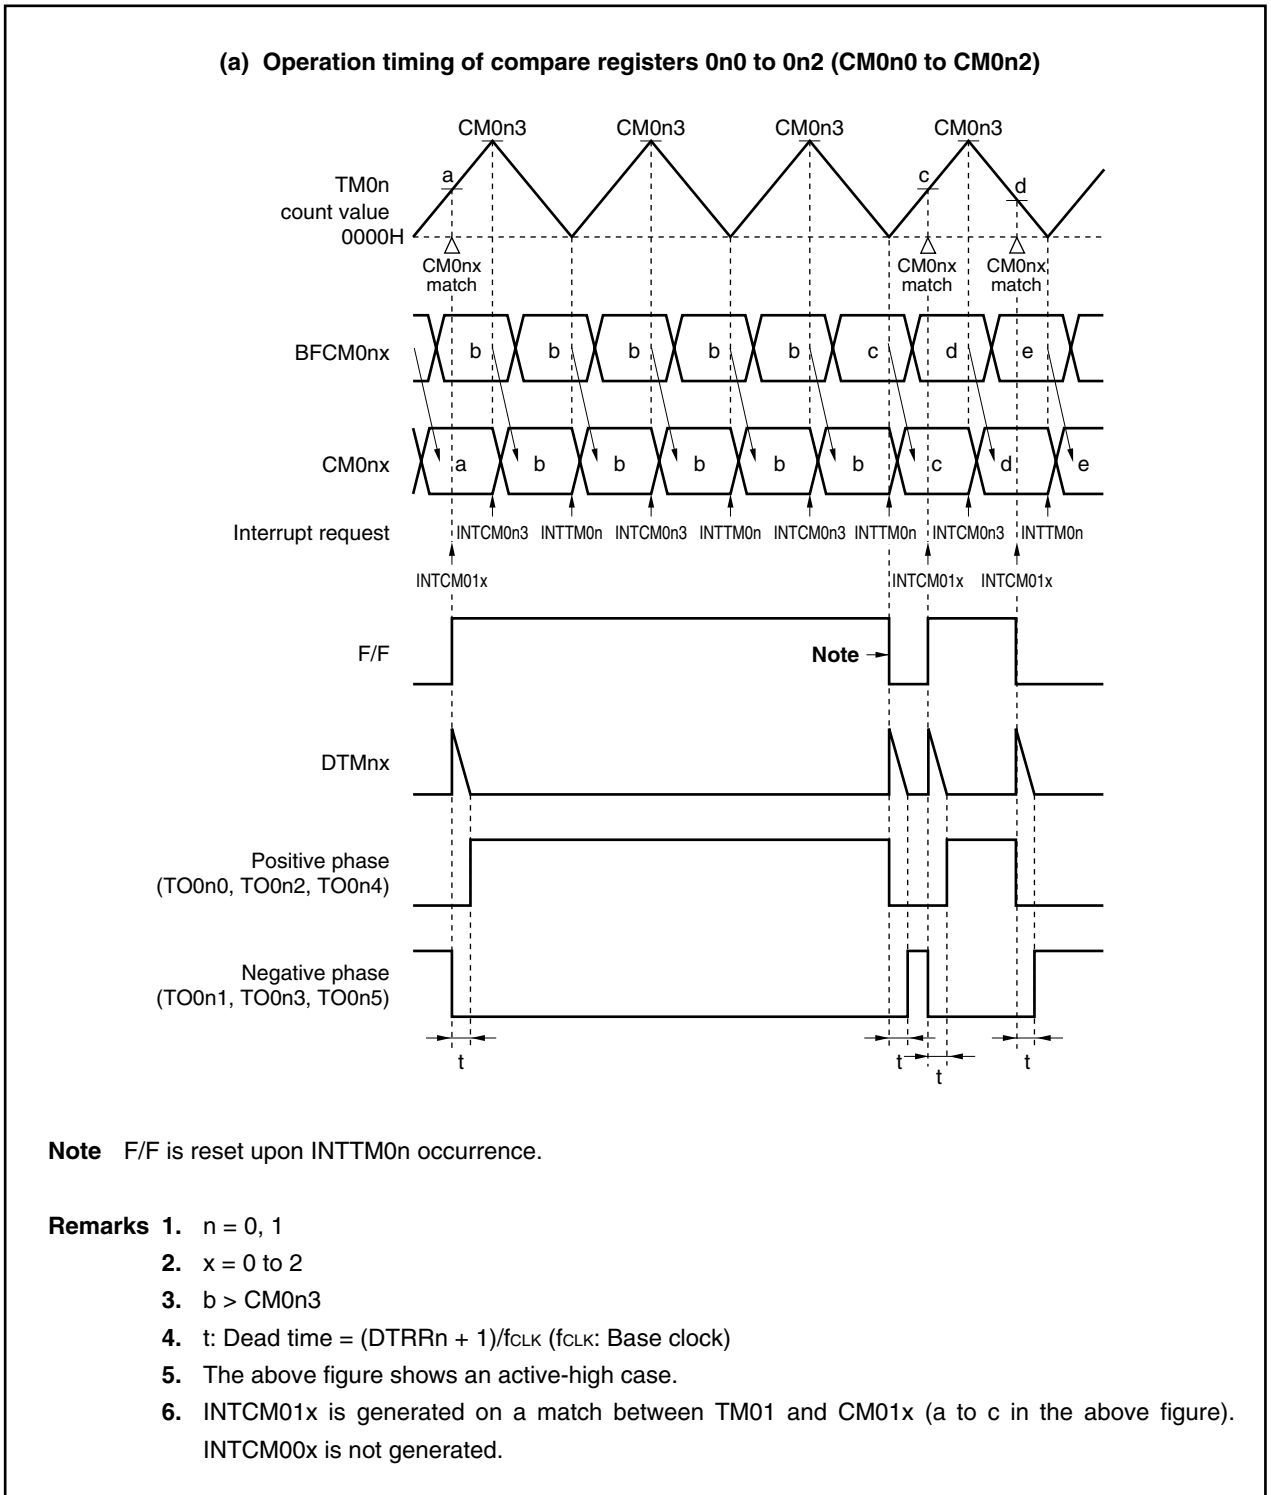 (a) Operation timing of compare registers 0n0 to 0n2 (CM0n0 to CM0n2)
CM0n3 CM0n3 CM0n3 CM0n3
a c d
TM0n
count value
0000H
CM0nx CM0nx CM0nx
match match match
BFCM0nx b b b b b c d e
CM0nx a b b b b b c d e
Interrupt request INTCM0n3 INTTM0n INTCM0n3 INTTM0n INTCM0n3 INTTM0n INTCM0n3 INTTM0n
INTCM01x INTCM01x INTCM01x
F/F Note
DTMnx
Positive phase
(TO0n0, TO0n2, TO0n4)
Negative phase
(TO0n1, TO0n3, TO0n5)
t t t t
Note F/F is reset upon INTTM0n occurrence.
Remarks 1. n = 0, 1
2. x = 0 to 2
3. b > CM0n3
4. t: Dead time = (DTRRn + 1)/fCLK (fCLK: Base clock)
5. The above figure shows an active-high case.
6. INTCM01x is generated on a match between TM01 and CM01x (a to c in the above figure).
INTCM00x is not generated.